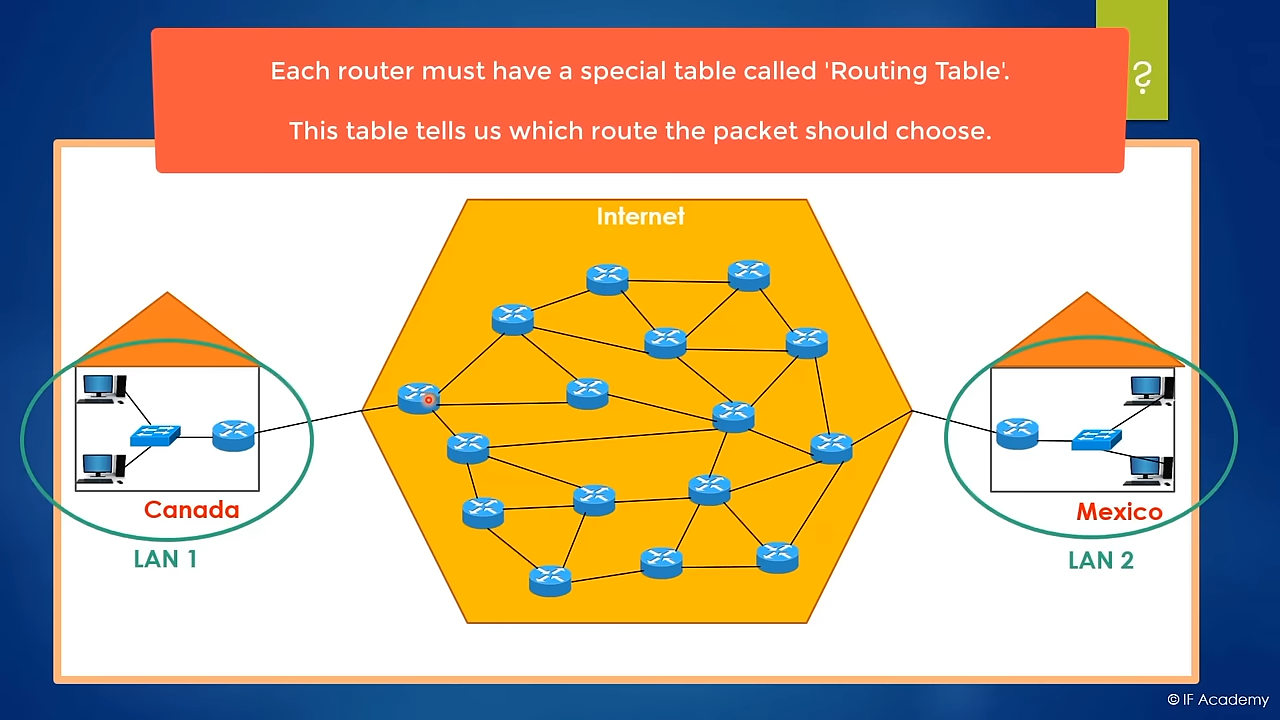 Each router must have a special table called 'Routing Table'.
This table tells us which route the packet should choose.
?
Internet
Canada
LAN 1
Mexico
LAN 2
© IF Academy